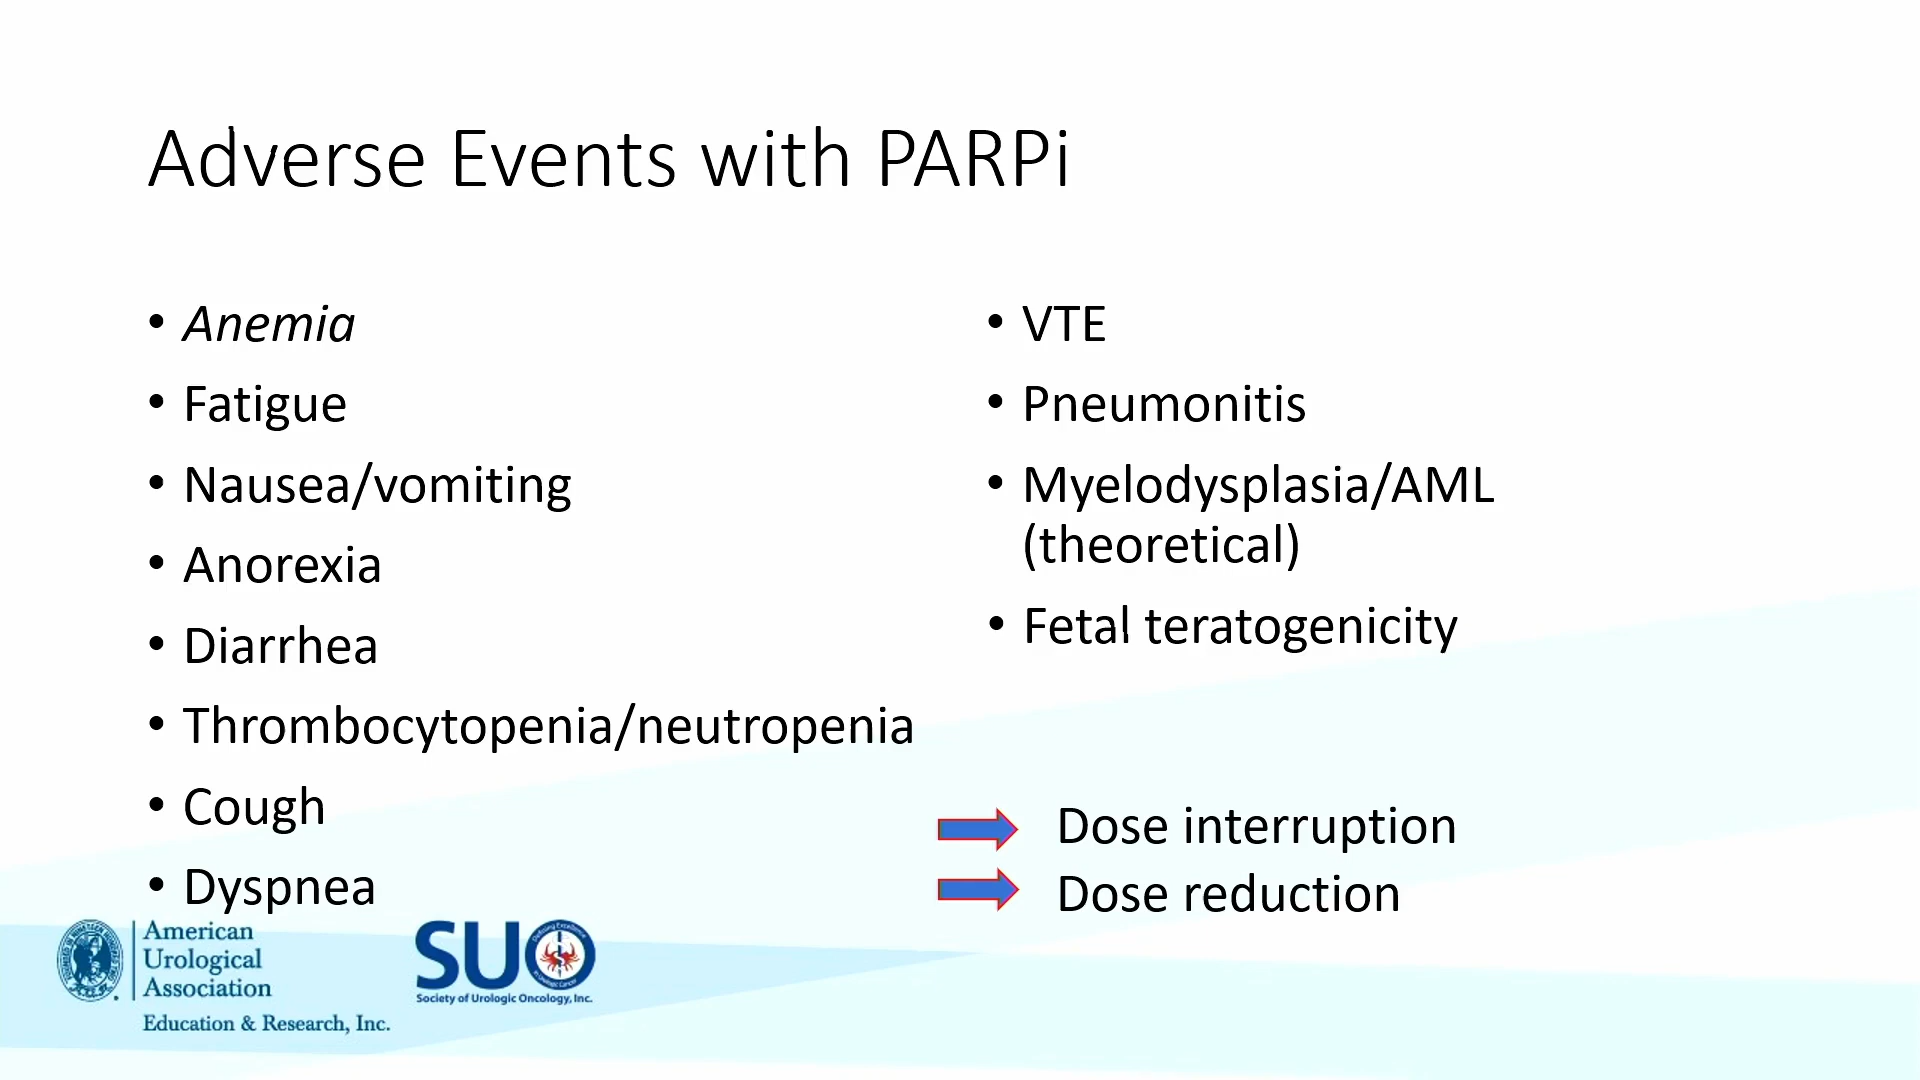 Adverse Events with PARPi
• Anemia
• Fatigue
• Nausea/vomiting
• Anorexia
• Diarrhea
• Thrombocytopenia/neutropenia
• Cough
• Dyspnea
• VTE
• Pneumonitis
• Myelodysplasia/AML
(theoretical)
• Fetal teratogenicity
Dose interruption
Dose reduction
American
Urological
Association
Education & Research, Inc.
SUO
Society of Urologic Oncology, Inc.